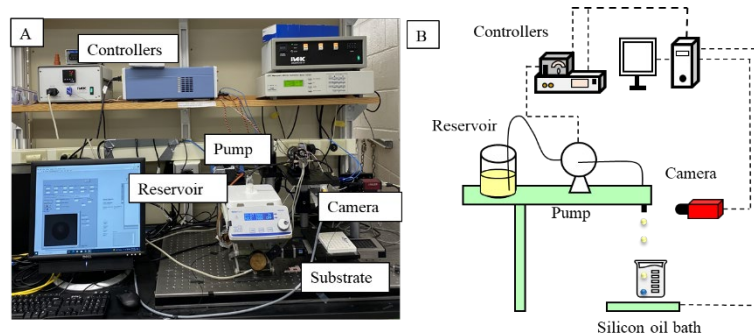 A
Controllers
Pump
Reservoir
Camera
Substrate
B
Controllers
Reservoir
Camera
Pump
Silicon oil bath